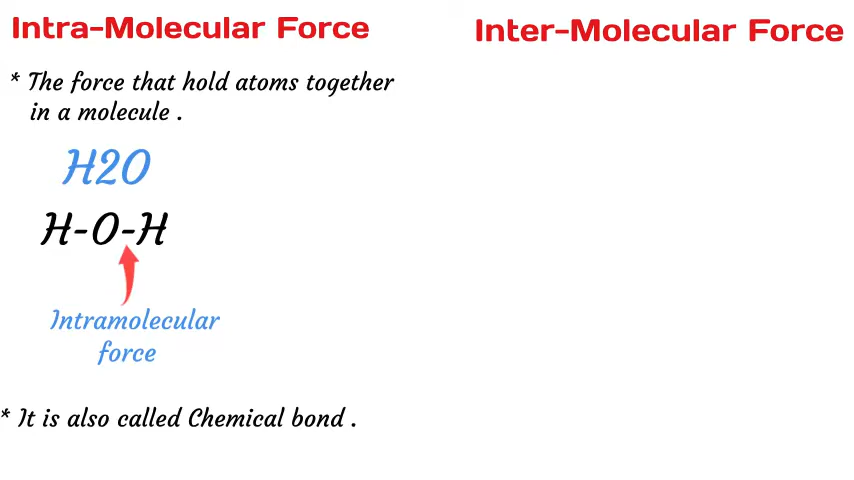 Intra-Molecular Force
Inter-Molecular Force
* The force that hold atoms together
in a molecule .
H2O
H-O-H
Intramolecular
force
* It is also called Chemical bond .